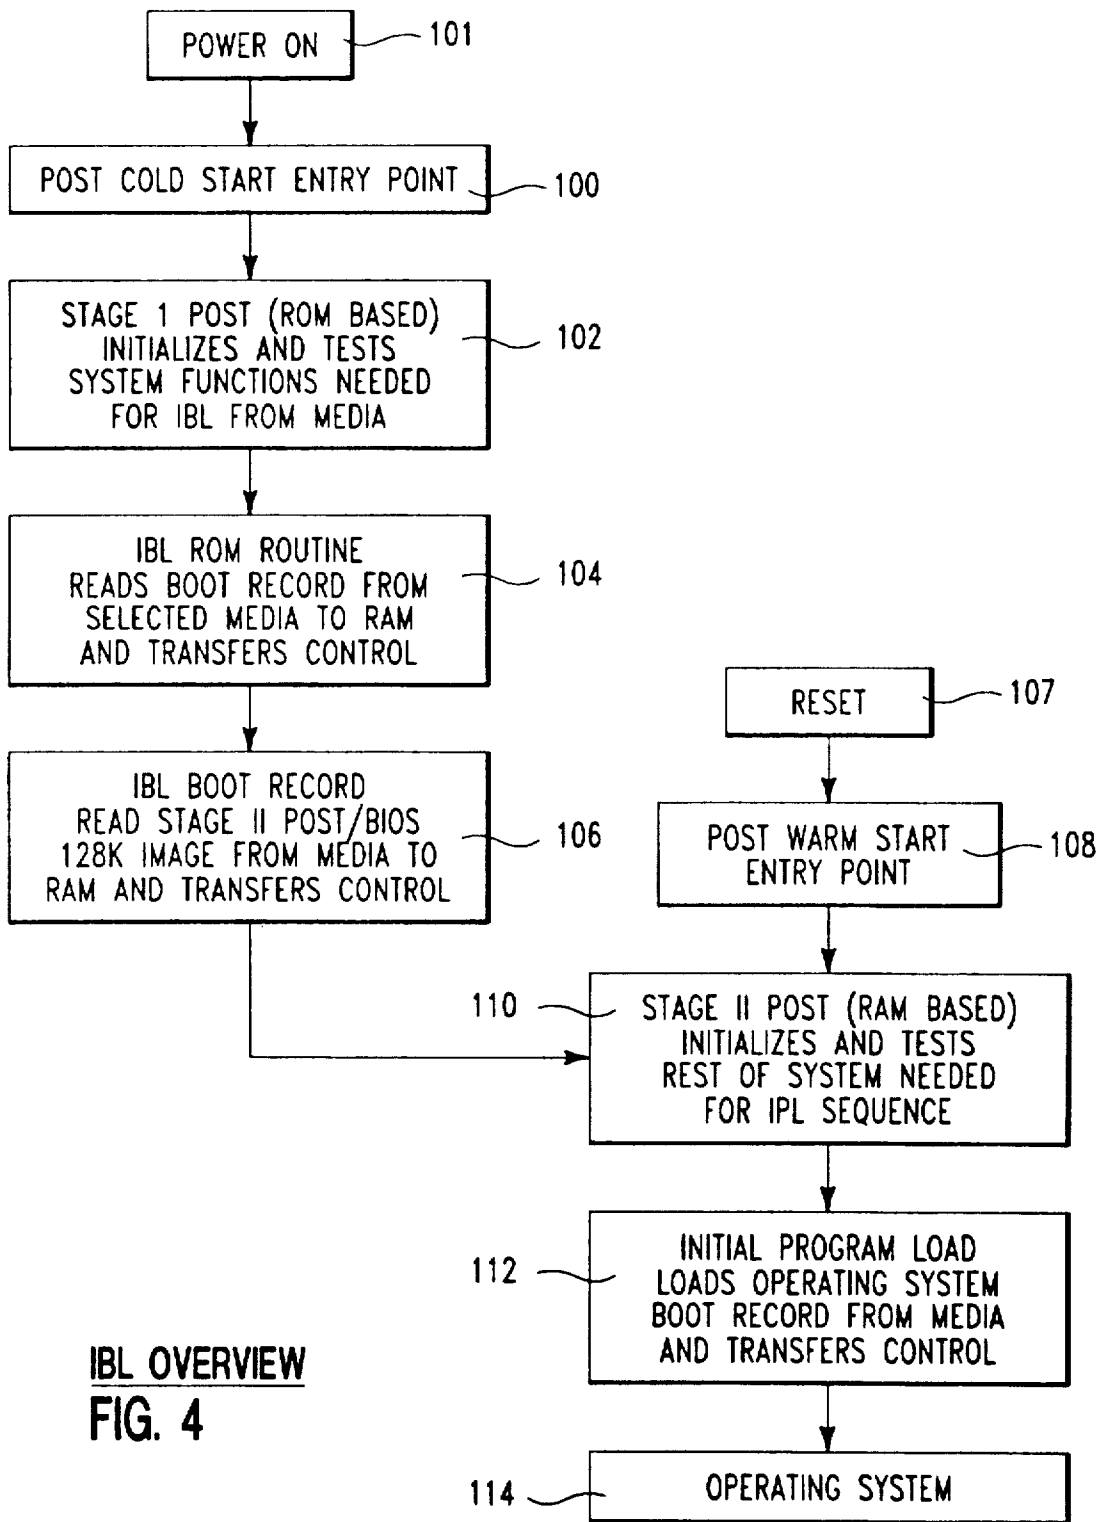 POWER ON
101
POST COLD START ENTRY POINT
100
STAGE 1 POST (ROM BASED)
INITIALIZES AND TESTS
SYSTEM FUNCTIONS NEEDED
FOR IBL FROM MEDIA
102
IBL ROM ROUTINE
READS BOOT RECORD FROM
SELECTED MEDIA TO RAM
AND TRANSFERS CONTROL
104
IBL BOOT RECORD
READ STAGE II POST/BIOS
128K IMAGE FROM MEDIA TO
RAM AND TRANSFERS CONTROL
106
RESET
107
POST WARM START
ENTRY POINT
108
110
STAGE II POST (RAM BASED)
INITIALIZES AND TESTS
REST OF SYSTEM NEEDED
FOR IPL SEQUENCE
112
INITIAL PROGRAM LOAD
LOADS OPERATING SYSTEM
BOOT RECORD FROM MEDIA
AND TRANSFERS CONTROL
114
OPERATING SYSTEM
IBL OVERVIEW
FIG. 4